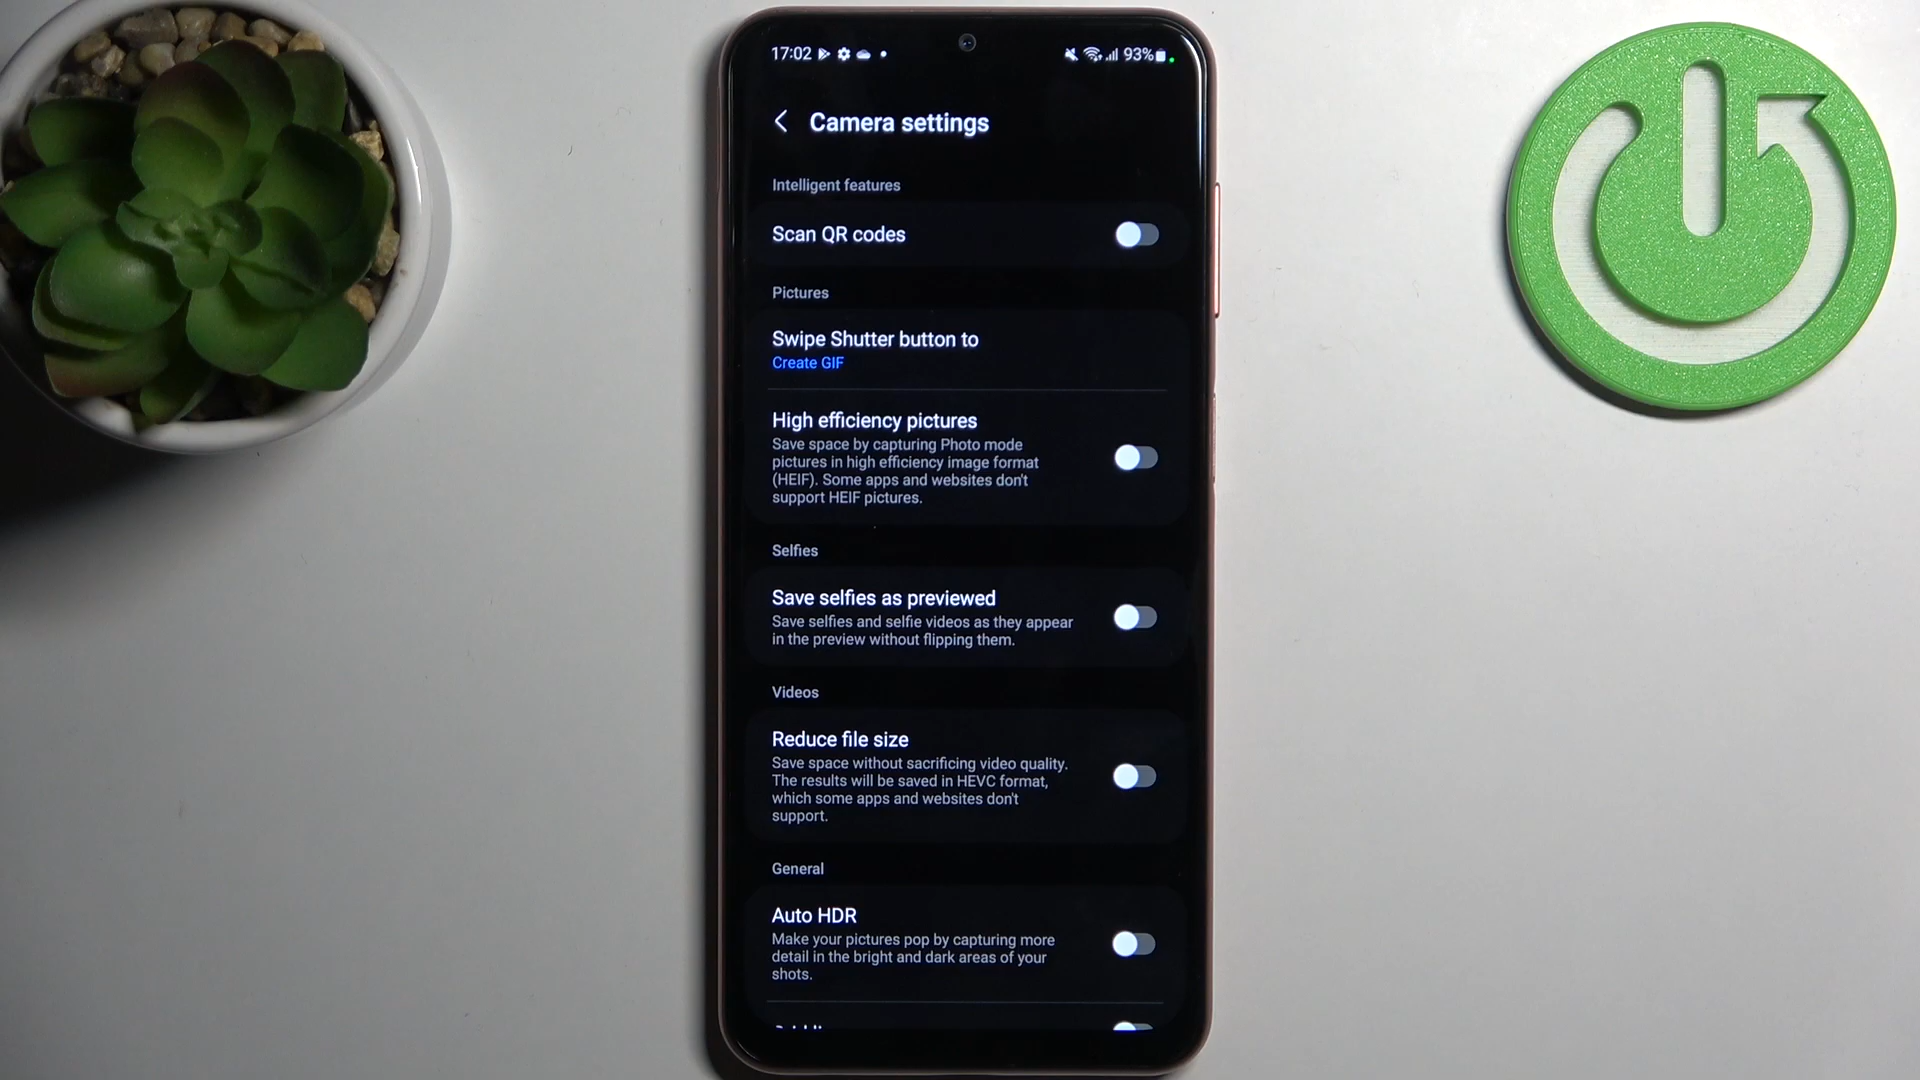 17:02 93%
Camera settings
Intelligent features
Scan QR codes
Pictures
Swipe Shutter button to
Create GIF
High efficiency pictures
Save space by capturing Photo mode
pictures in high efficiency image format
(HEIF). Some apps and websites don't
support HEIF pictures.
Selfies
Save selfies as previewed
Save selfies and selfie videos as they appear
in the preview without flipping them.
Videos
Reduce file size
Save space without sacrificing video quality.
The results will be saved in HEVC format,
which some apps and websites don't
support.
General
Auto HDR
Make your pictures pop by capturing more
detail in the bright and dark areas of your
shots.